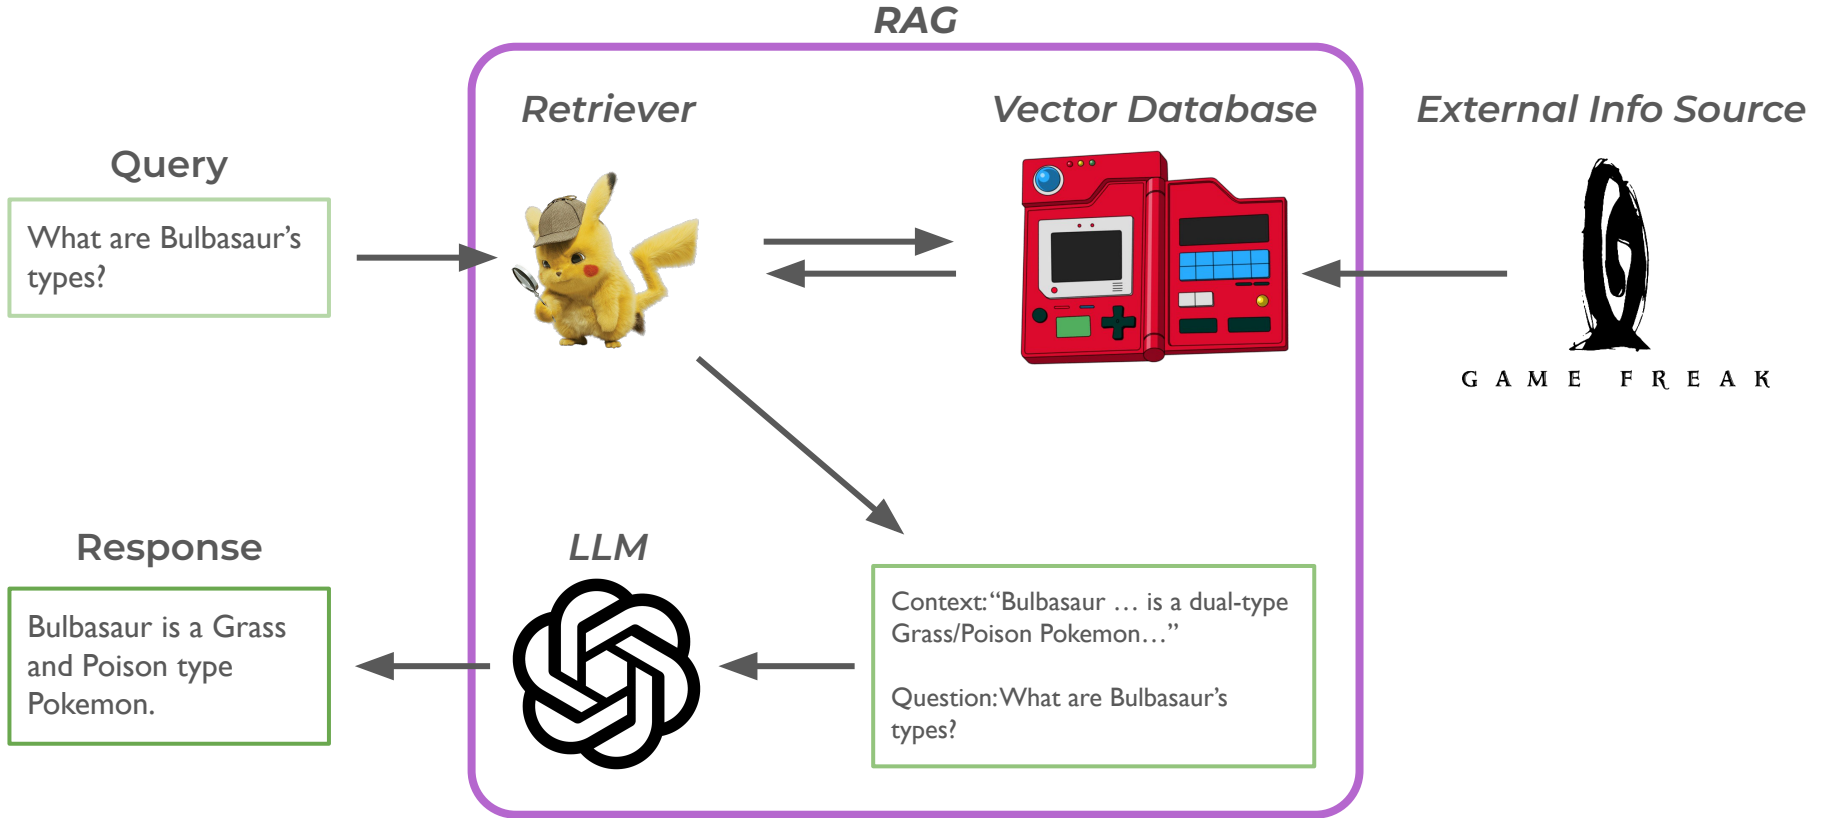 RAG
Retriever
Vector Database
External Info Source
Query
What are Bulbasaur's
types?
GAME FREAK
Response
LLM
Bulbasaur is a Grass
and Poison type
Pokemon.
Context: “Bulbasaur … is a dual-type
Grass/Poison Pokemon…”
Question: What are Bulbasaur's
types?